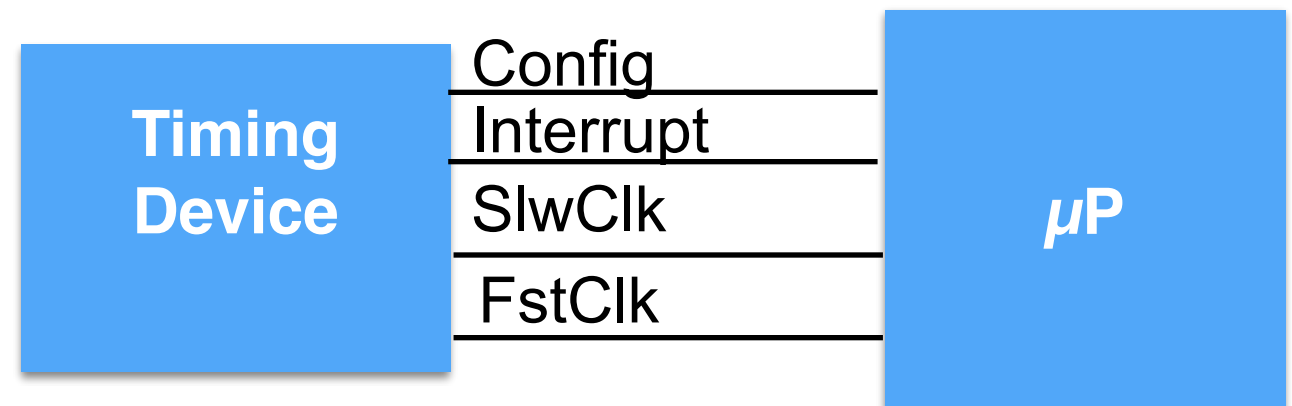 Timing
Device
Config
Interrupt
SlwClk
FstClk
μP